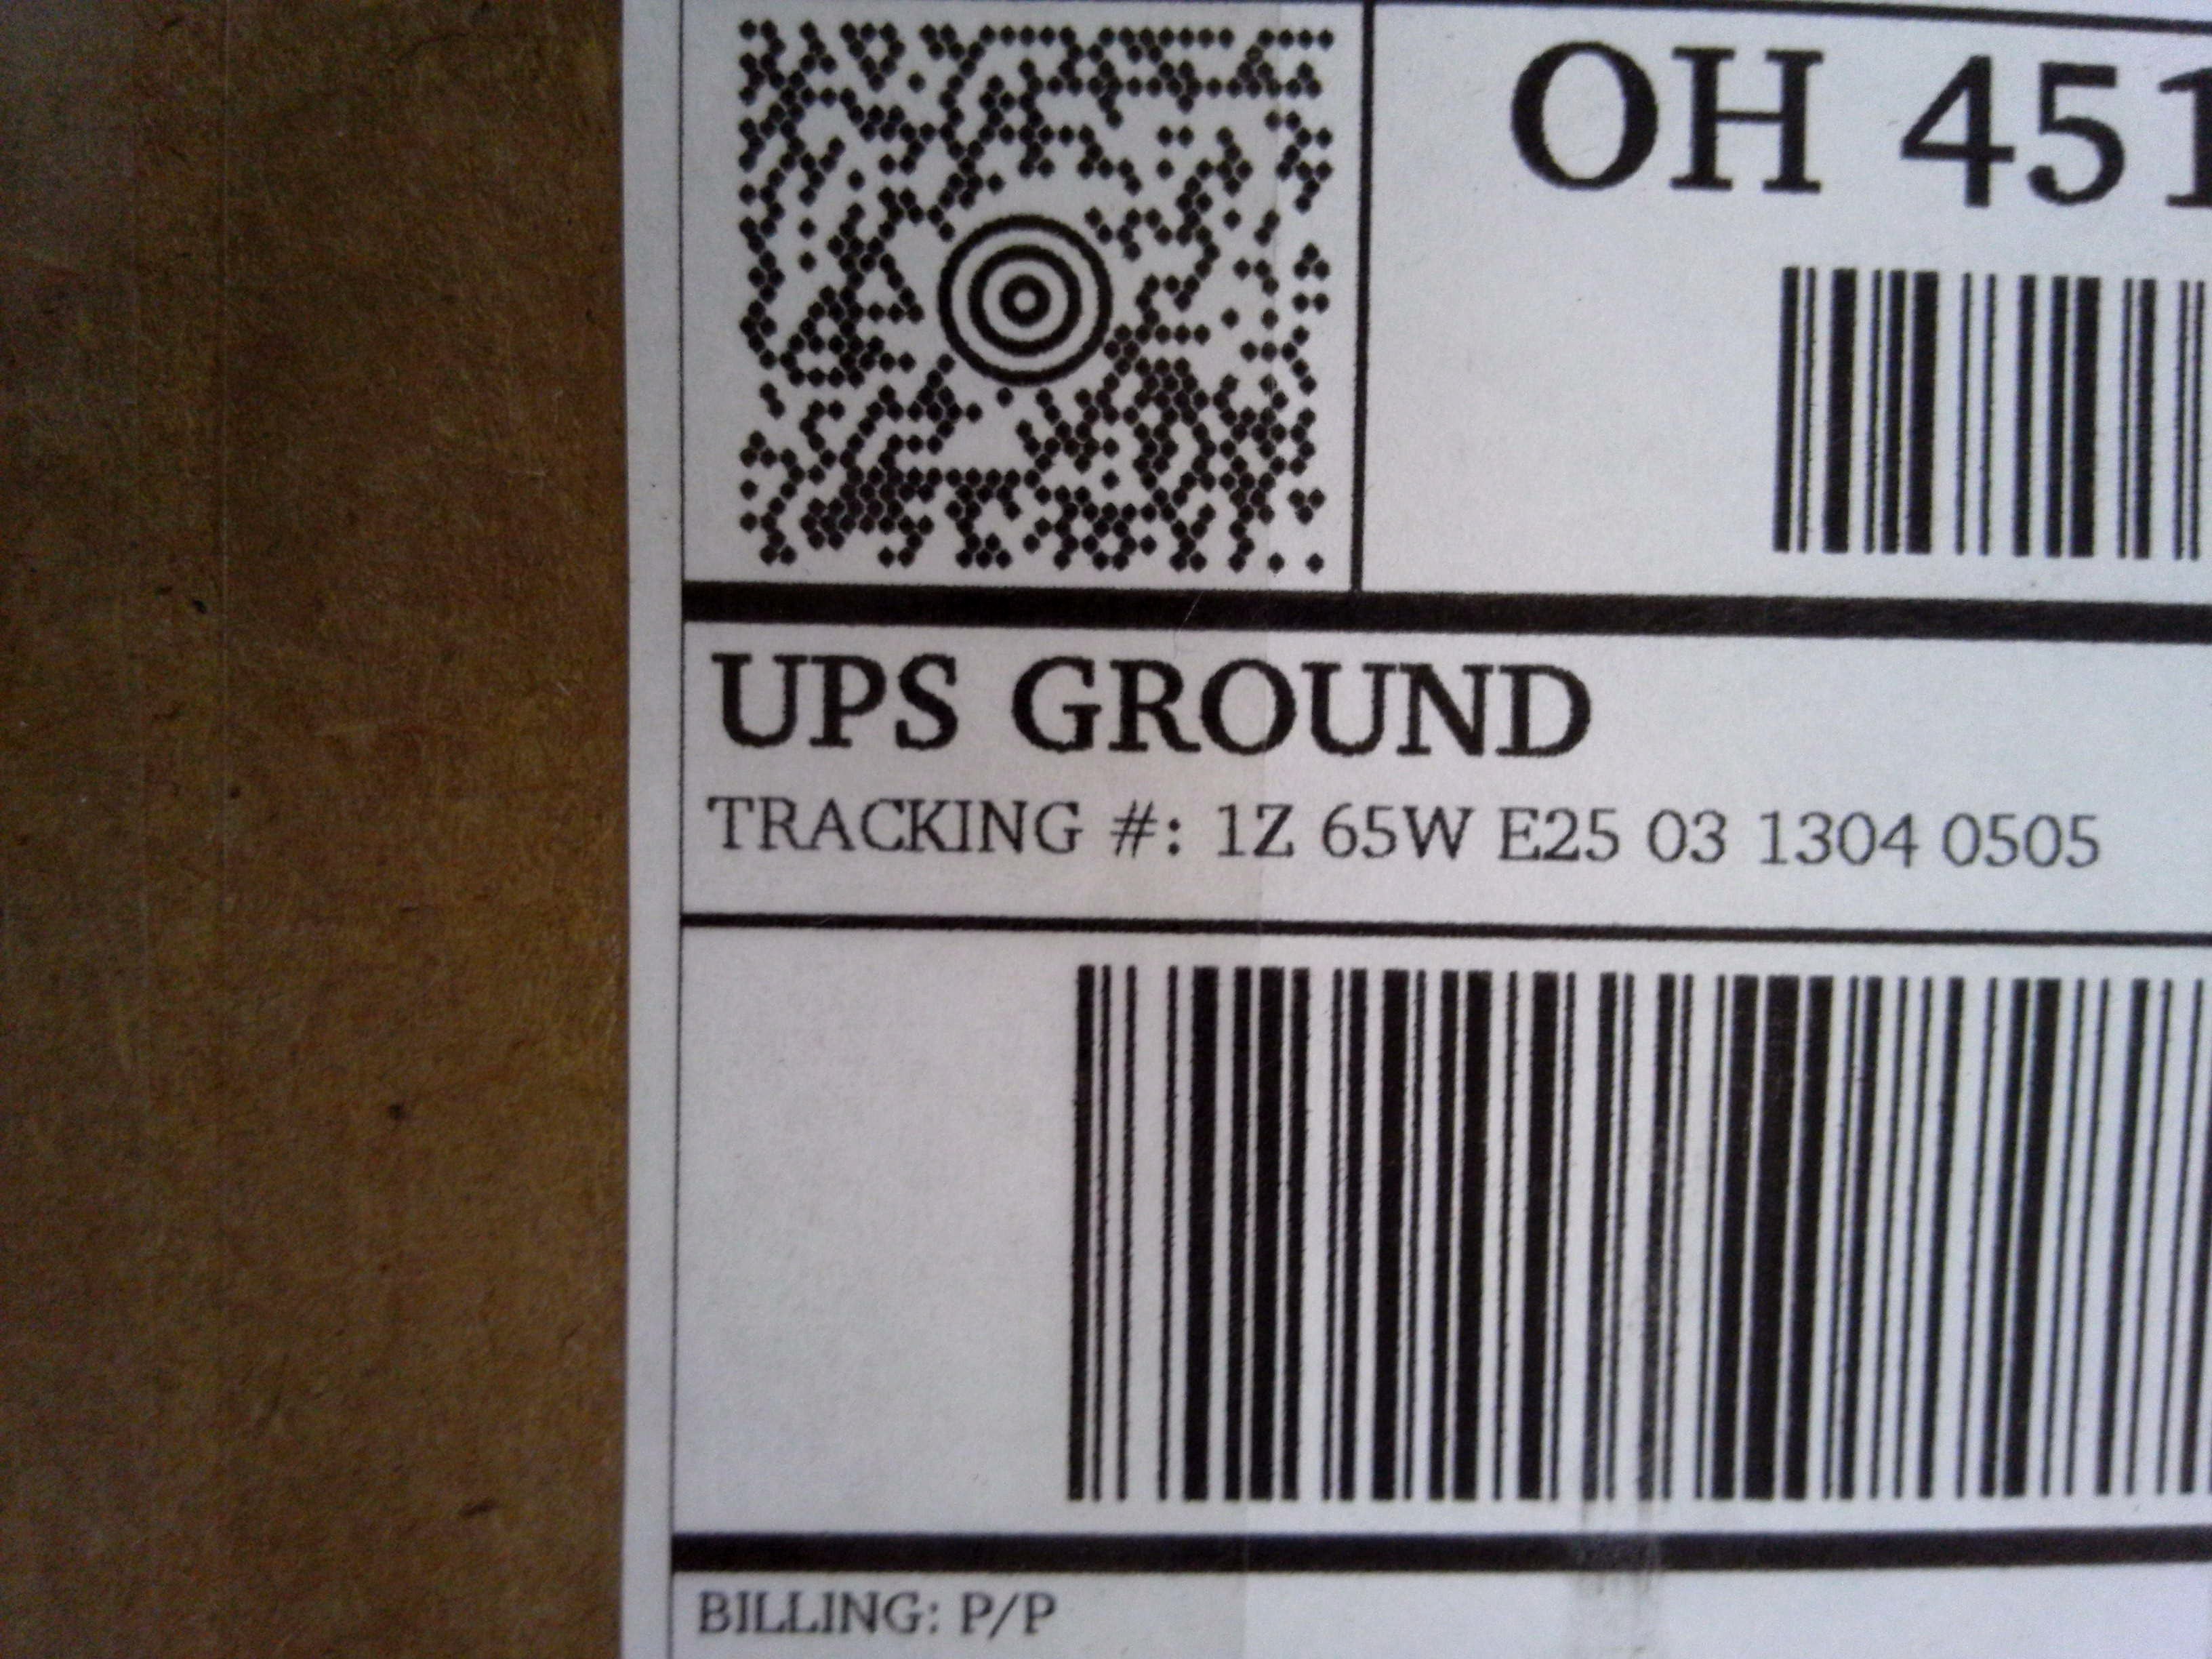 OH 451
UPS GROUND
TRACKING #: 1Z 65W E25 03 1304 0505
BILLING: P/P